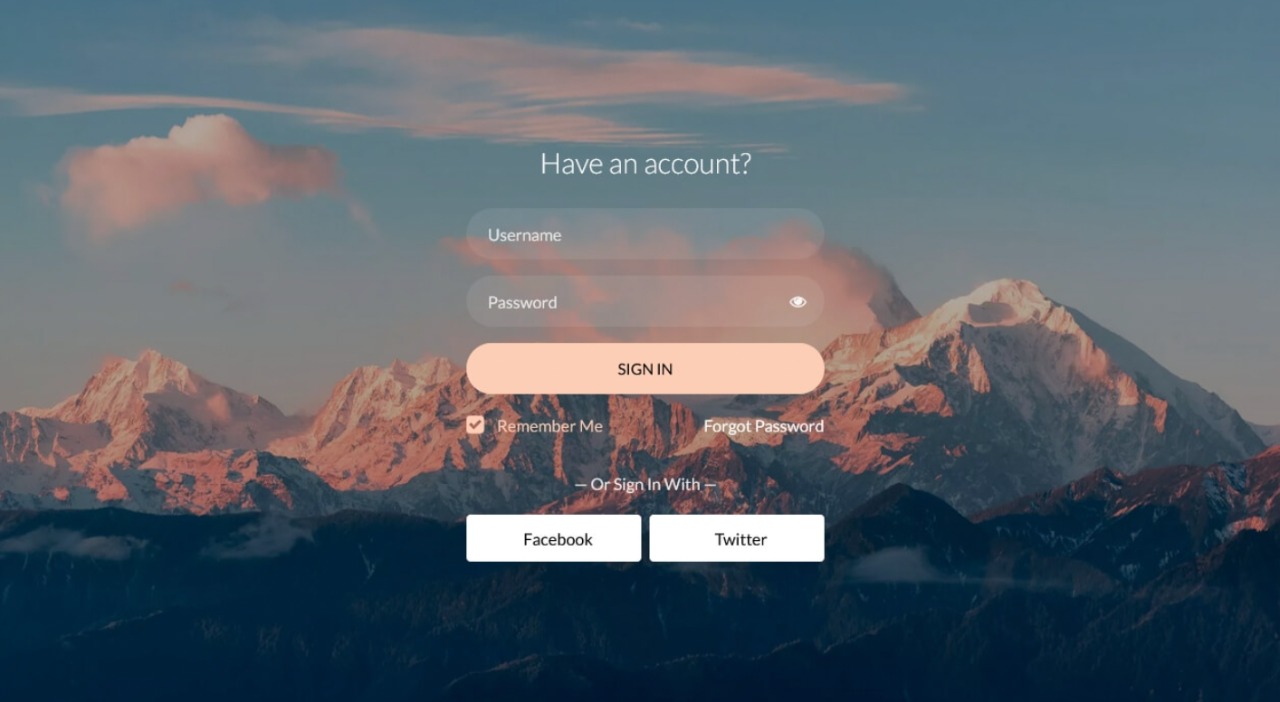 Have an account?
Username
Password
SIGN IN
Remember Me Forgot Password
— Or Sign In With —
Facebook Twitter